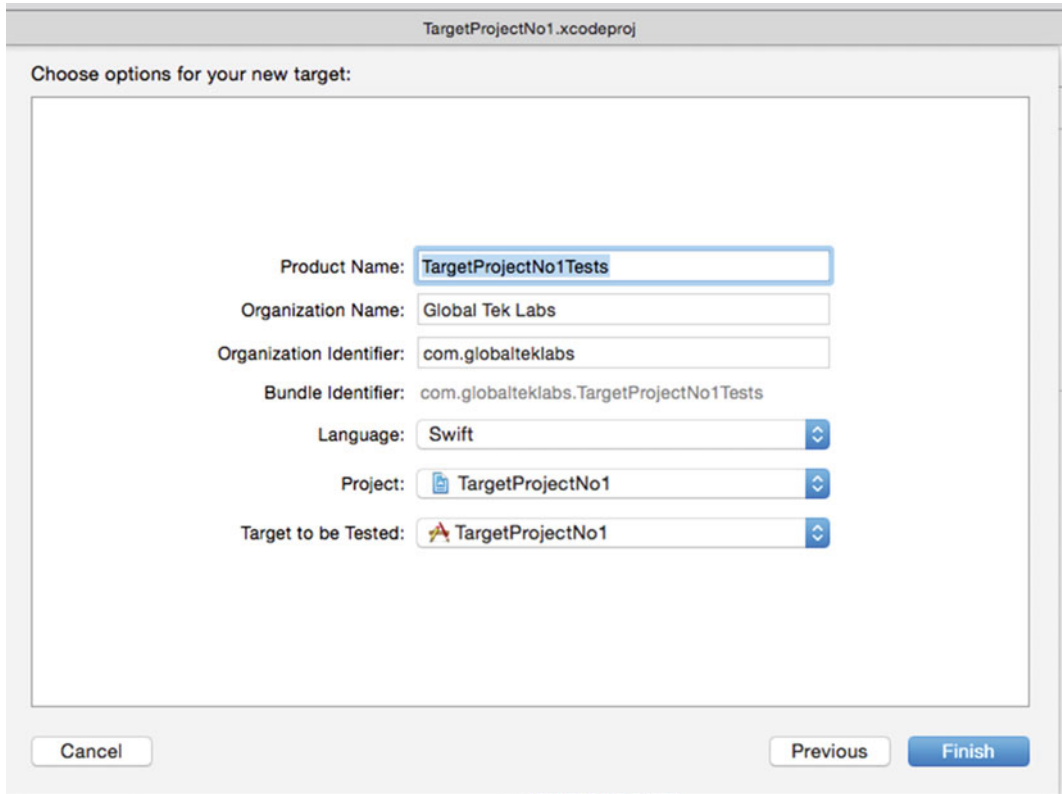 TargetProjectNo1.xcodeproj
Choose options for your new target:
Product Name: TargetProjectNo1Tests
Organization Name: Global Tek Labs
Organization Identifier: com.globalteklabs
Bundle Identifier: com.globalteklabs.TargetProjectNo1Tests
Language: Swift
Project: TargetProjectNo1
Target to be Tested: TargetProjectNo1
Cancel Previous Finish